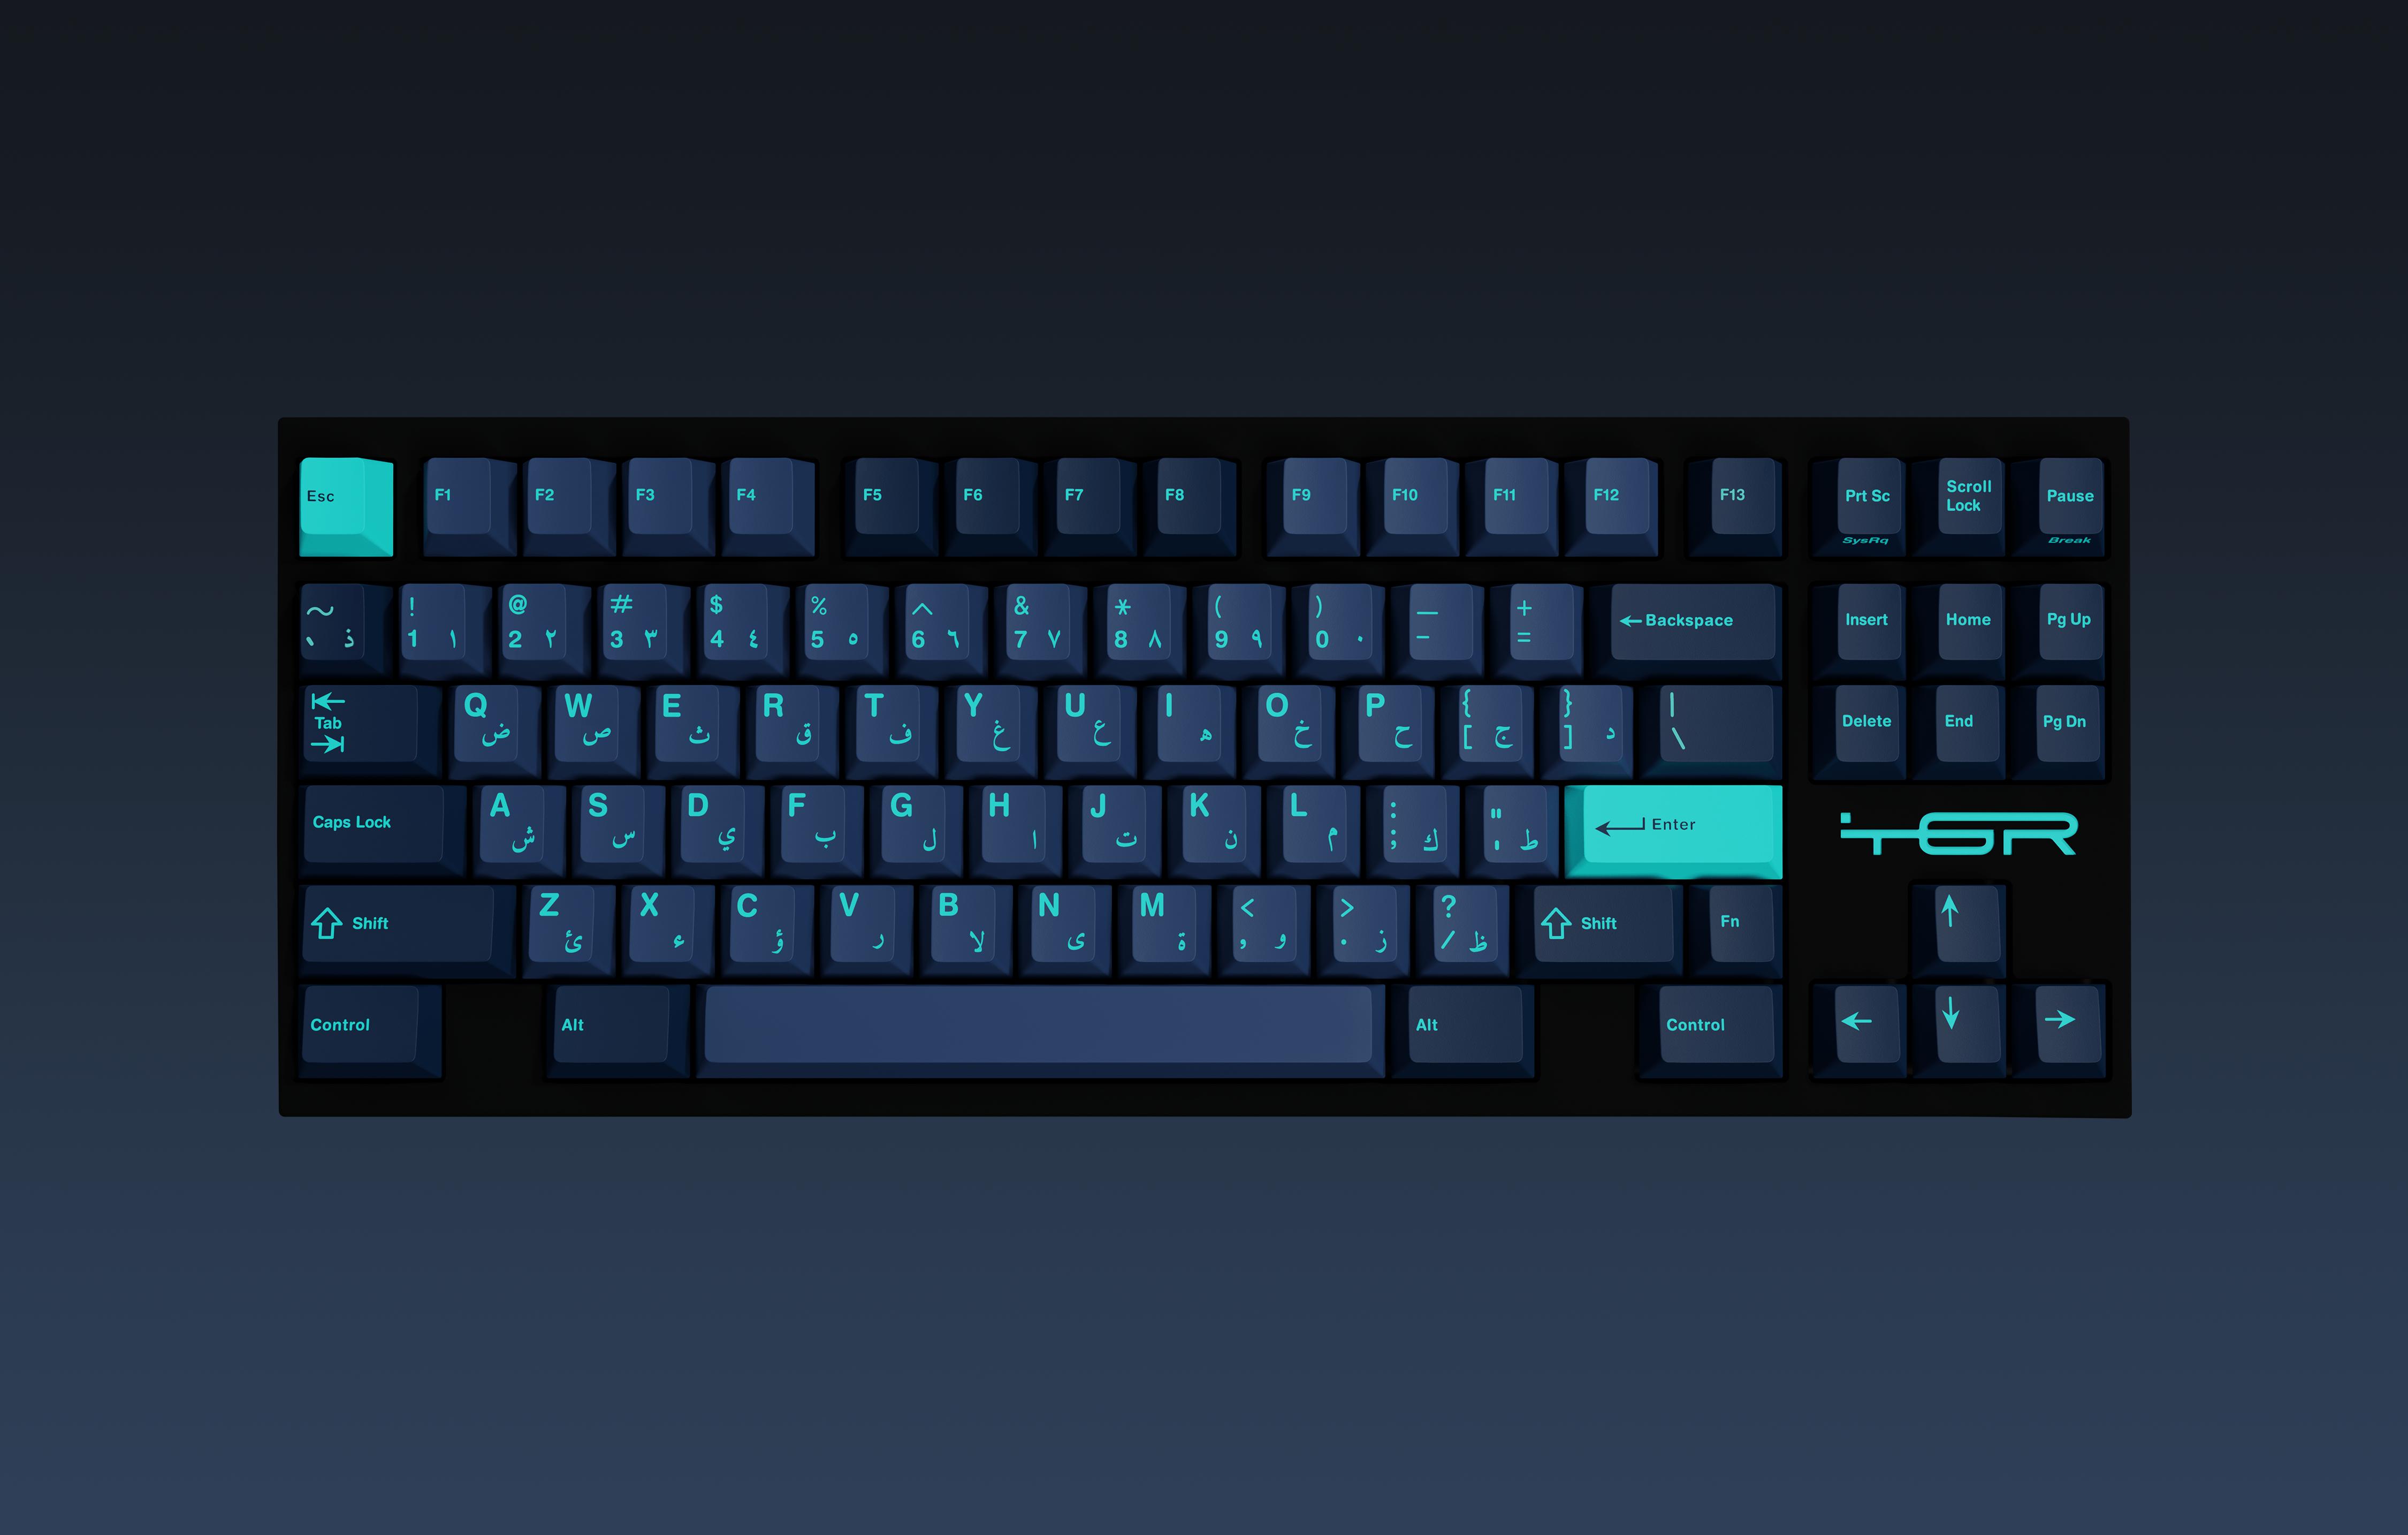 Esc F1 F2 F3 F4 F5 F6 F7 F8 F9 F10 F11 F12 F13 Prt Sc Scroll Lock Pause
SysRq Break
~ ! @ # $ % ^ & * ( ) — +
` ذ 1 ١ 2 ٢ 3 ٣ 4 ٤ 5 ٥ 6 ٦ 7 ٧ 8 ٨ 9 ٩ 0 ٠ - = Backspace Insert Home Pg Up
Tab Q ض W ص E ث R ق T ف Y غ U ع I ه O خ P ح { [ ج } ] د | \ Delete End Pg Dn
Caps Lock A ش S س D ي F ب G ل H ا J ت K ن L م : ; ك " ' ط Enter
Shift Z ئ X ء C ؤ V ر B لا N ى M ة < , و > . ز ? / ظ Shift Fn
Control Alt Alt Control